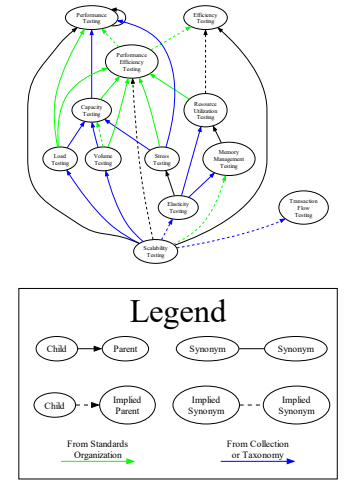 Performance
Testing
Efficiency
Testing
Performance
Efficiency
Testing
Capacity
Testing
Resource
Utilization
Testing
Load
Testing
Volume
Testing
Stress
Testing
Memory
Management
Testing
Elasticity
Testing
Transaction
Flow
Testing
Scalability
Testing
Legend
Child
Parent
Synonym
Synonym
Child
Implied
Parent
Implied
Synonym
Implied
Synonym
From Standards
Organization
From Collection
or Taxonomy